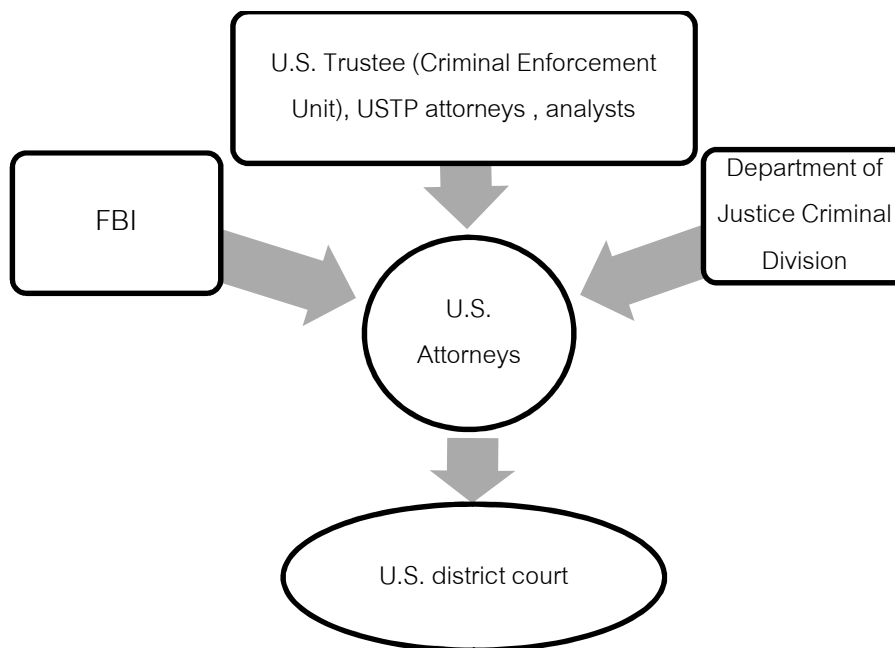 U.S. Trustee (Criminal Enforcement
Unit), USTP attorneys , analysts
FBI
Department of
Justice Criminal
Division
U.S.
Attorneys
U.S. district court